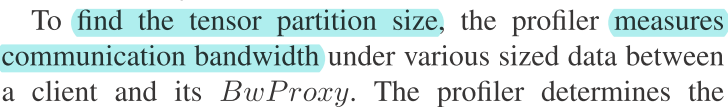 To find the tensor partition size, the profiler measures
communication bandwidth under various sized data between
a client and its BwProxy. The profiler determines the